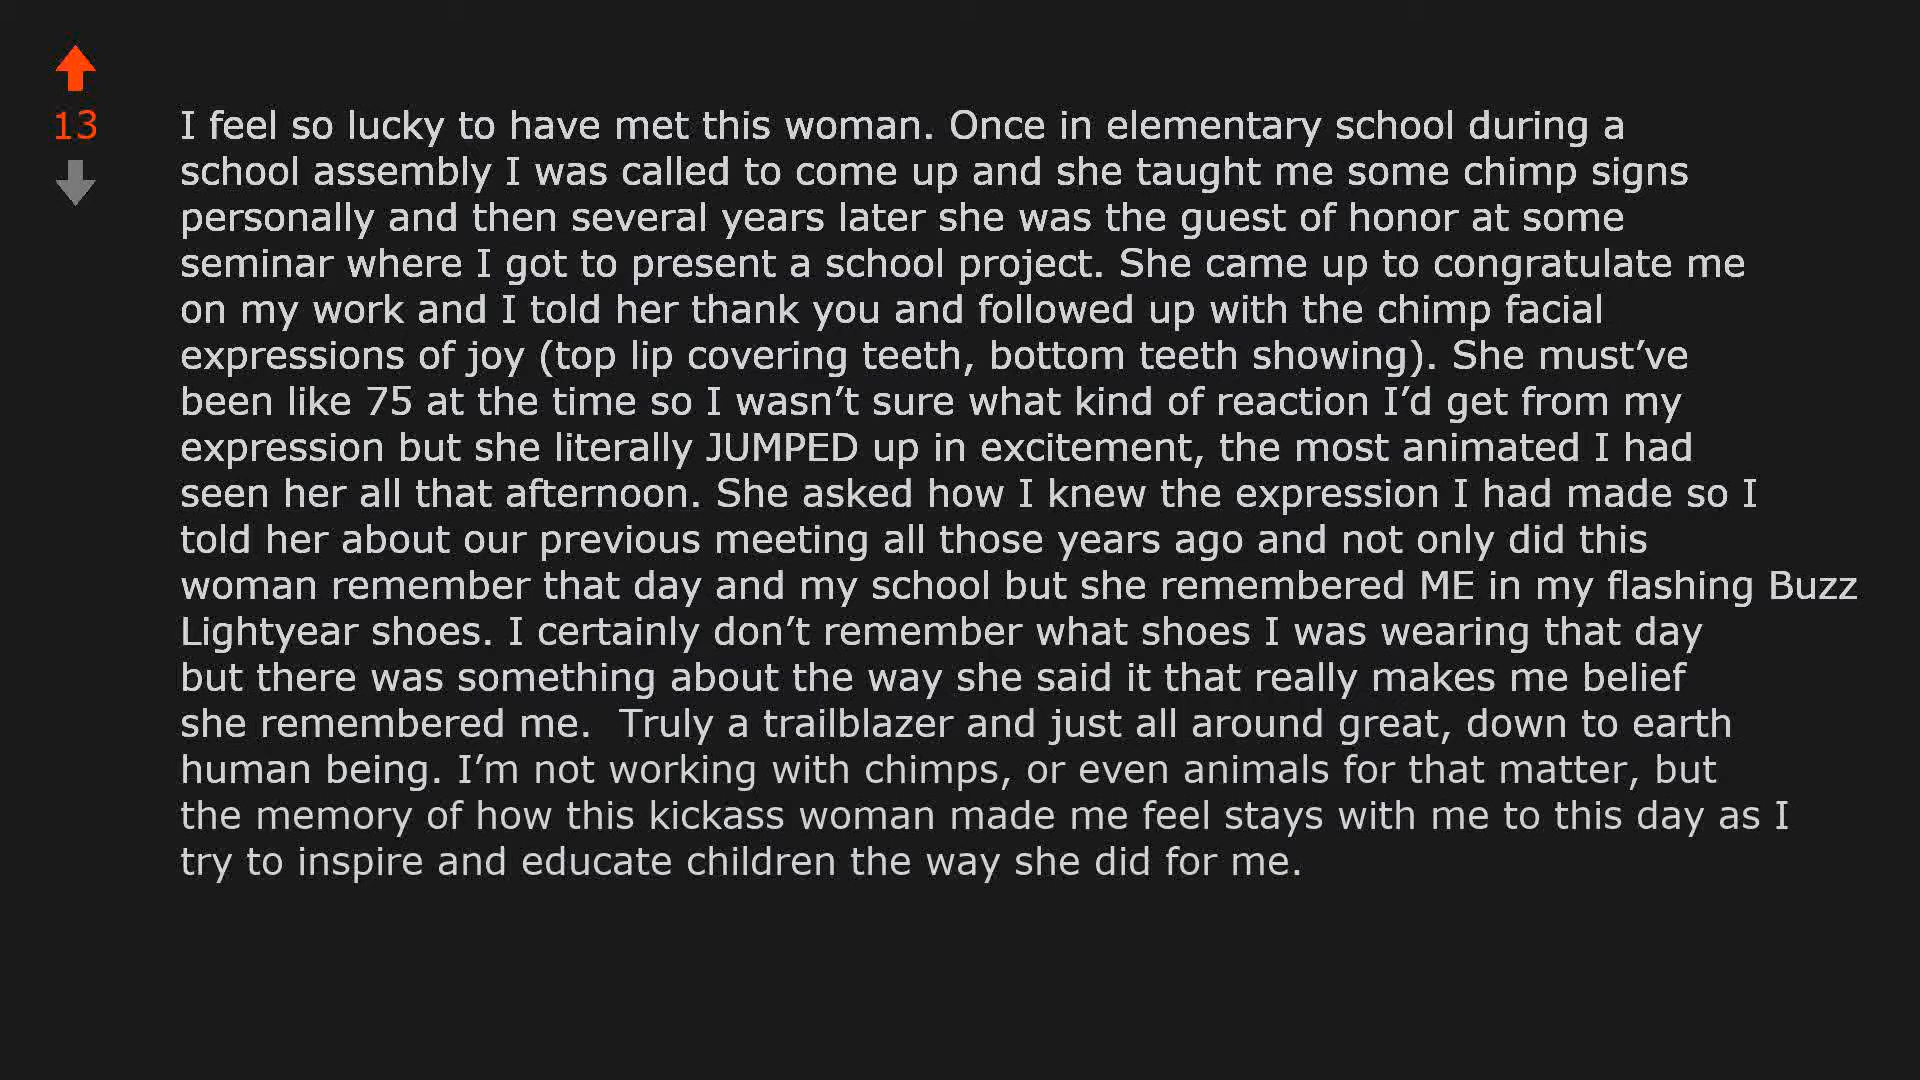 13
I feel so lucky to have met this woman. Once in elementary school during a
school assembly I was called to come up and she taught me some chimp signs
personally and then several years later she was the guest of honor at some
seminar where I got to present a school project. She came up to congratulate me
on my work and I told her thank you and followed up with the chimp facial
expressions of joy (top lip covering teeth, bottom teeth showing). She must’ve
been like 75 at the time so I wasn’t sure what kind of reaction I’d get from my
expression but she literally JUMPED up in excitement, the most animated I had
seen her all that afternoon. She asked how I knew the expression I had made so I
told her about our previous meeting all those years ago and not only did this
woman remember that day and my school but she remembered ME in my flashing Buzz
Lightyear shoes. I certainly don’t remember what shoes I was wearing that day
but there was something about the way she said it that really makes me belief
she remembered me.  Truly a trailblazer and just all around great, down to earth
human being. I’m not working with chimps, or even animals for that matter, but
the memory of how this kickass woman made me feel stays with me to this day as I
try to inspire and educate children the way she did for me.